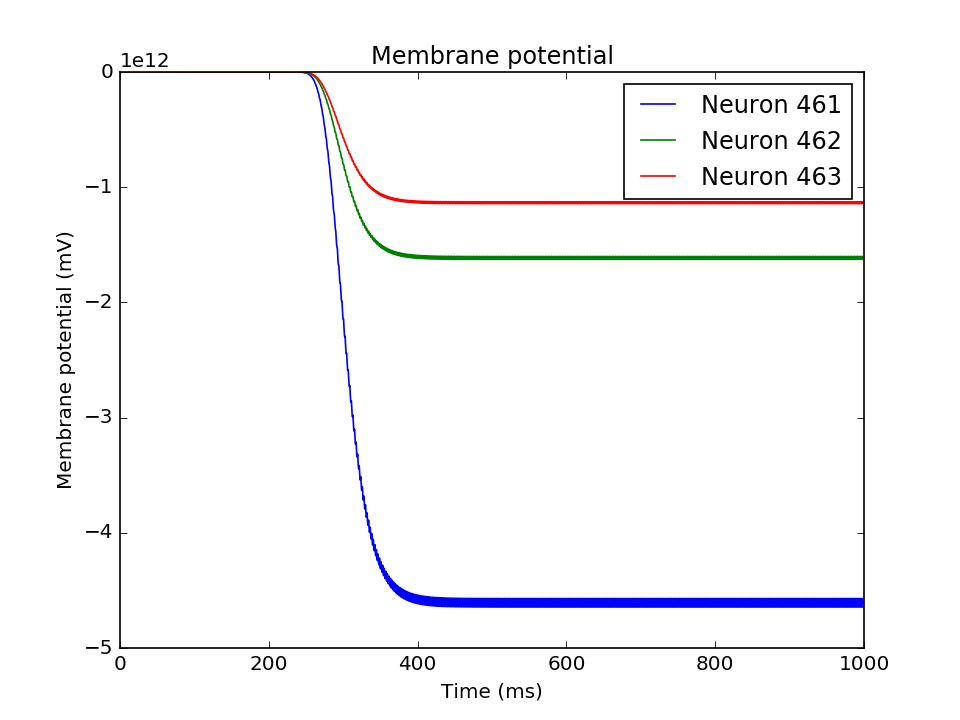 Membrane potential
1e12
0
−1
−2
−3
−4
−5
Membrane potential (mV)
Neuron 461
Neuron 462
Neuron 463
0 200 400 600 800 1000
Time (ms)